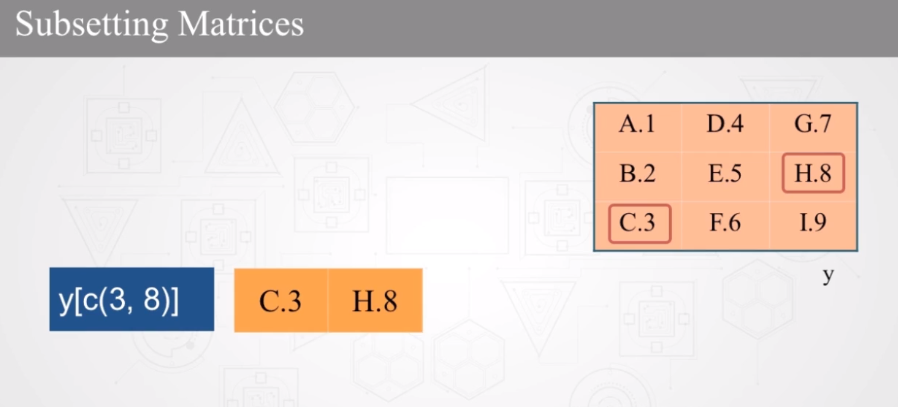 Subsetting Matrices
A.1 D.4 G.7
B.2 E.5 H.8
C.3 F.6 I.9
y
y[c(3, 8)] C.3 H.8